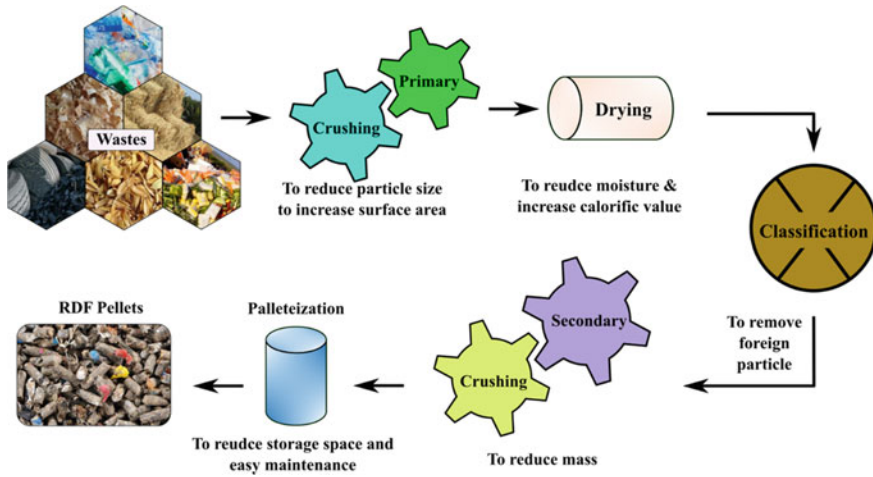 Wastes
Primary
Crushing
To reduce particle size
to increase surface area
Drying
To reudce moisture &
increase calorific value
Classification
To remove
foreign
particle
Secondary
Crushing
To reduce mass
Palleteization
To reudce storage space and
easy maintenance
RDF Pellets